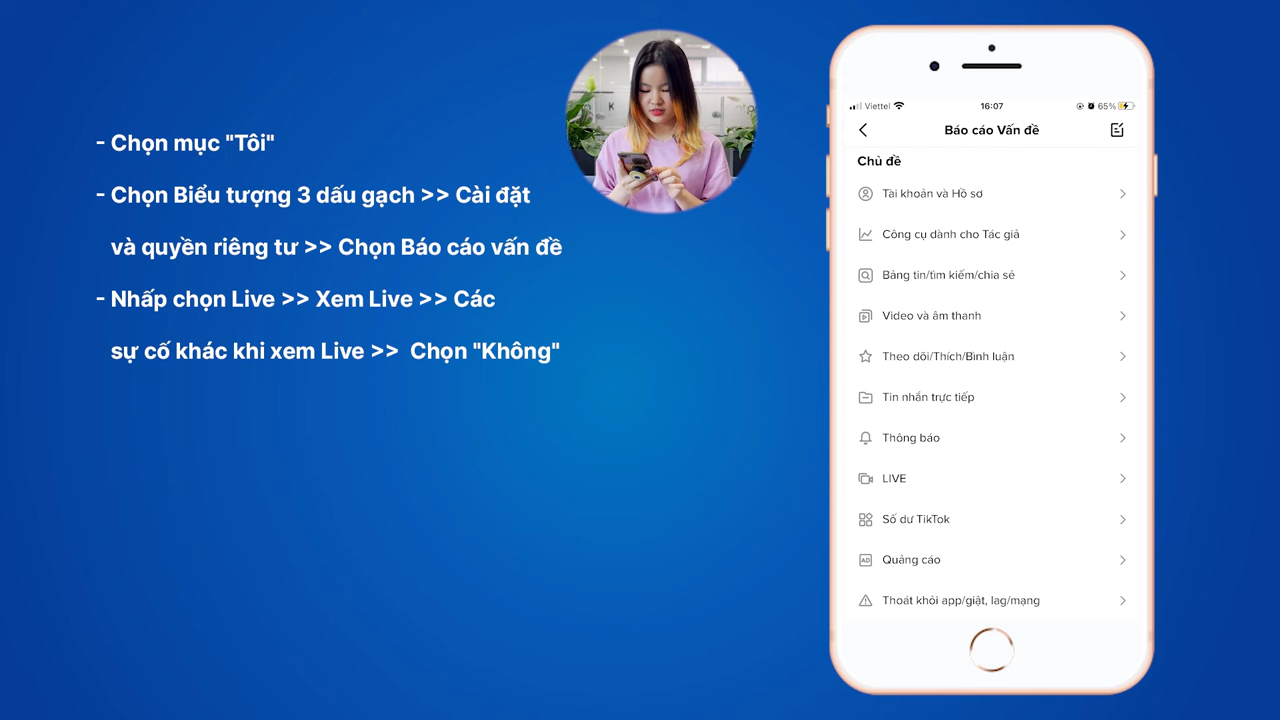 - Chọn mục "Tôi"
- Chọn Biểu tượng 3 dấu gạch >> Cài đặt
và quyền riêng tư >> Chọn Báo cáo vấn đề
- Nhấp chọn Live >> Xem Live >> Các
sự cố khác khi xem Live >> Chọn "Không"
Viettel 16:07 65%
Báo cáo Vấn đề
Chủ đề
Tài khoản và Hồ sơ
Công cụ dành cho Tác giả
Bảng tin/tìm kiếm/chia sẻ
Video và âm thanh
Theo dõi/Thích/Bình luận
Tin nhắn trực tiếp
Thông báo
LIVE
Số dư TikTok
AD Quảng cáo
Thoát khỏi app/giật, lag/mạng